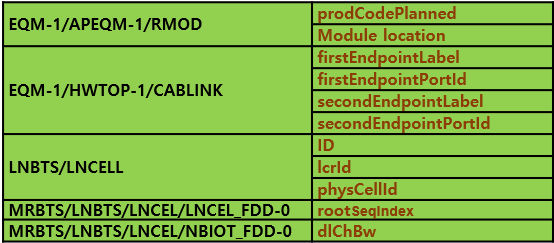 EQM-1/APEQM-1/RMOD
prodCodePlanned
Module location
EQM-1/HWTOP-1/CABLINK
firstEndpointLabel
firstEndpointPortId
secondEndpointLabel
secondEndpointPortId
LNBTS/LNCELL
ID
lcrId
physCellId
MRBTS/LNBTS/LNCEL/LNCEL_FDD-0
rootSeqIndex
MRBTS/LNBTS/LNCEL/NBIOT_FDD-0
dlChBw